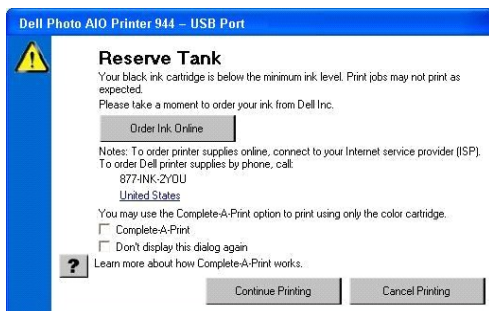 Dell Photo AIO Printer 944 – USB Port
Reserve Tank
Your black ink cartridge is below the minimum ink level. Print jobs may not print as
expected.
Please take a moment to order your ink from Dell Inc.
Order Ink Online
Notes: To order printer supplies online, connect to your Internet service provider (ISP).
To order Dell printer supplies by phone, call:
877-INK-2YOU
United States
You may use the Complete-A-Print option to print using only the color cartridge.
Complete-A-Print
Don't display this dialog again
? Learn more about how Complete-A-Print works.
Continue Printing Cancel Printing